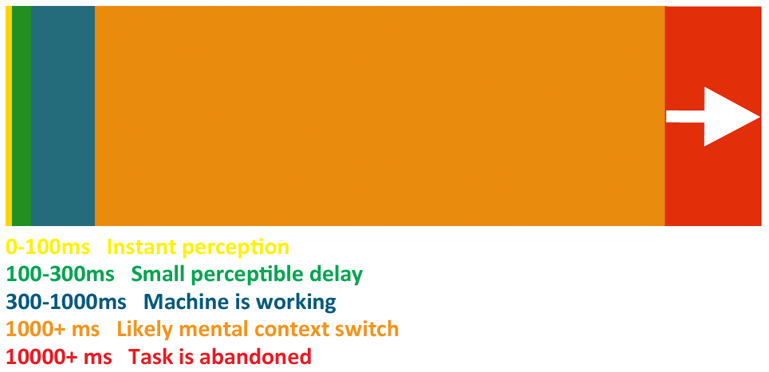 0-100ms Instant perception
100-300ms Small perceptible delay
300-1000ms Machine is working
1000+ ms Likely mental context switch
10000+ ms Task is abandoned